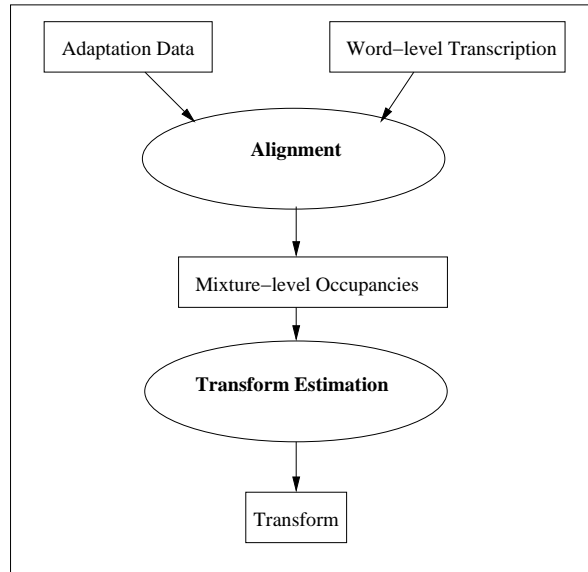 Adaptation Data
Word−level Transcription
Alignment
Mixture−level Occupancies
Transform Estimation
Transform